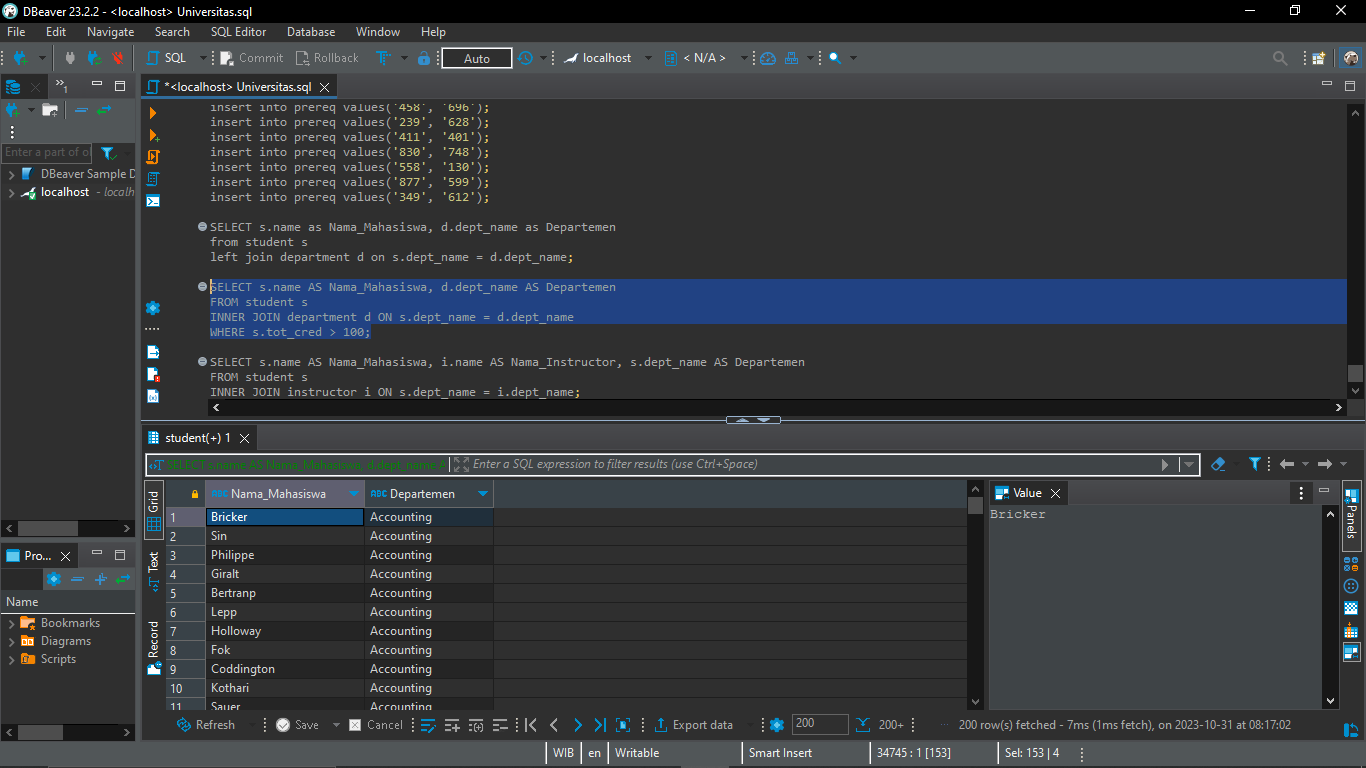 DBeaver 23.2.2 - <localhost> Universitas.sql
File Edit Navigate Search SQL Editor Database Window Help
SQL Commit Rollback Auto localhost < N/A >
1
*<localhost> Universitas.sql
Enter a part of ol
DBeaver Sample D
localhost - localh
insert into prereq values('458', '696');
insert into prereq values('239', '628');
insert into prereq values('411', '401');
insert into prereq values('830', '748');
insert into prereq values('558', '130');
insert into prereq values('877', '599');
insert into prereq values('349', '612');
SELECT s.name as Nama_Mahasiswa, d.dept_name as Departemen
from student s
left join department d on s.dept_name = d.dept_name;
SELECT s.name AS Nama_Mahasiswa, d.dept_name AS Departemen
FROM student s
INNER JOIN department d ON s.dept_name = d.dept_name
WHERE s.tot_cred > 100;
SELECT s.name AS Nama_Mahasiswa, i.name AS Nama_Instructor, s.dept_name AS Departemen
FROM student s
INNER JOIN instructor i ON s.dept_name = i.dept_name;
student(+) 1
SELECT s.name AS Nama_Mahasiswa, d.dept_name A
Enter a SQL expression to filter results (use Ctrl+Space)
Grid
Text
Record
ABC Nama_Mahasiswa ABC Departemen
1 Bricker Accounting
2 Sin Accounting
3 Philippe Accounting
4 Giralt Accounting
5 Bertranp Accounting
6 Lepp Accounting
7 Holloway Accounting
8 Fok Accounting
9 Coddington Accounting
10 Kothari Accounting
11 Sauer Accounting
Value
Bricker
Panels
Pro...
Name
Bookmarks
Diagrams
Scripts
Refresh Save Cancel Export data 200 200+ 200 row(s) fetched - 7ms (1ms fetch), on 2023-10-31 at 08:17:02
WIB en Writable Smart Insert 34745 : 1 [153] Sel: 153 | 4